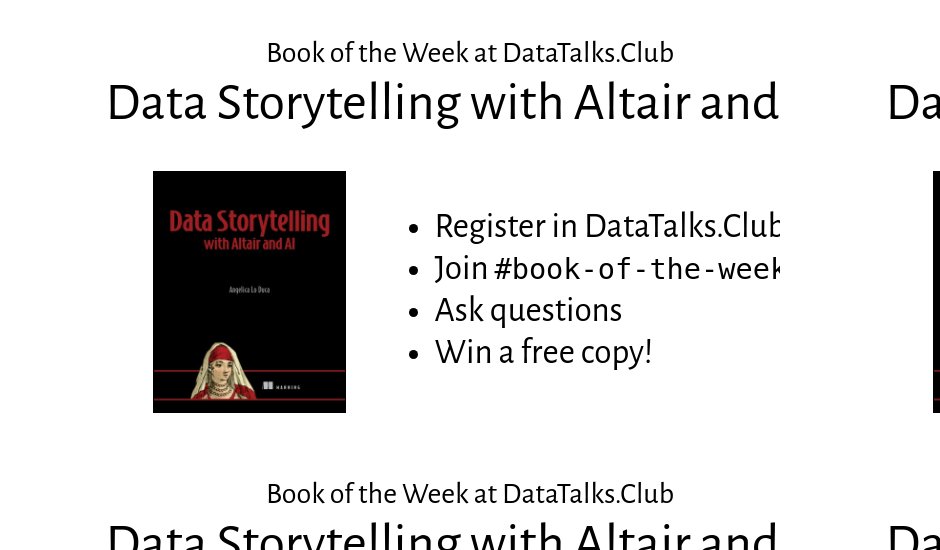 Book of the Week at DataTalks.Club
Data Storytelling with Altair and
Da
Data Storytelling
with Altair and AI
Angelica Lo Duca
MANNING
Register in DataTalks.Club
Join #book-of-the-week
Ask questions
Win a free copy!
Book of the Week at DataTalks.Club
Data Storytelling with Altair and
Da